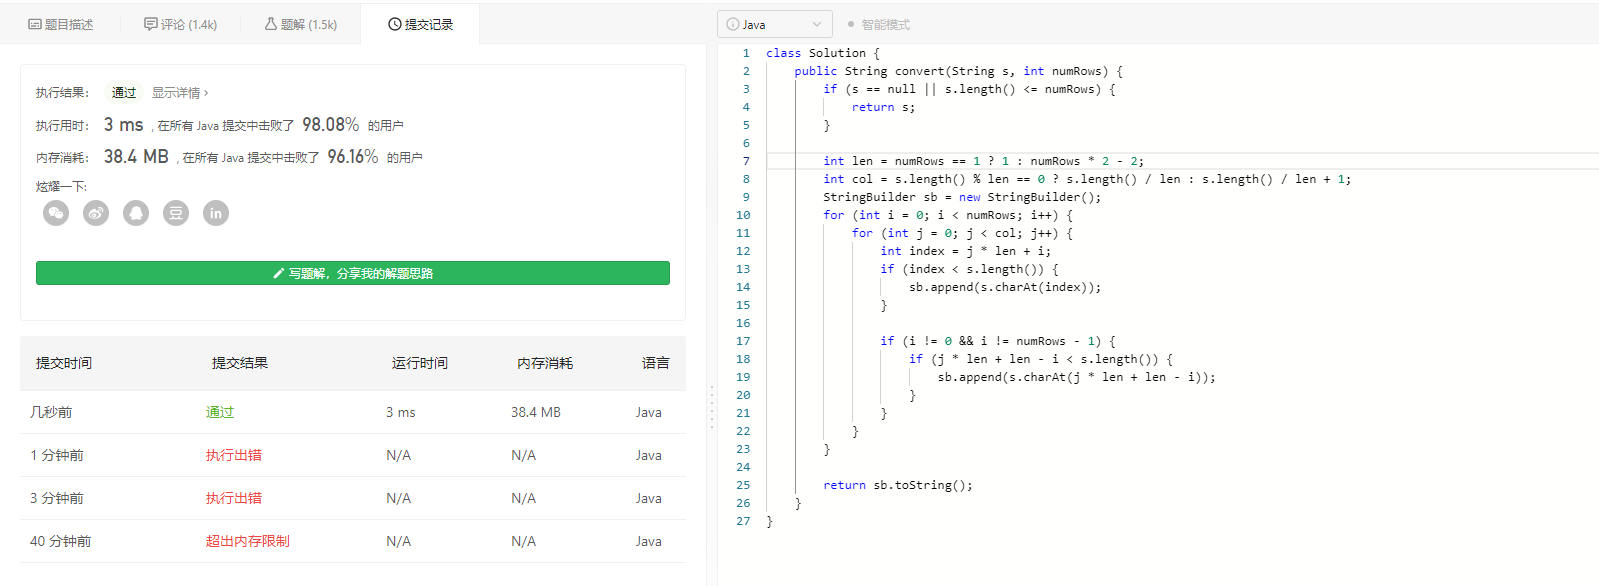 题目描述
评论 (1.4k)
题解 (1.5k)
提交记录
执行结果：
通过
显示详情 ›
执行用时： 3 ms , 在所有 Java 提交中击败了 98.08% 的用户
内存消耗： 38.4 MB , 在所有 Java 提交中击败了 96.16% 的用户
炫耀一下:
豆 in
写题解，分享我的解题思路
提交时间 提交结果 运行时间 内存消耗 语言
几秒前 通过 3 ms 38.4 MB Java
1 分钟前 执行出错 N/A N/A Java
3 分钟前 执行出错 N/A N/A Java
40 分钟前 超出内存限制 N/A N/A Java
Java
智能模式
1 class Solution {
2 public String convert(String s, int numRows) {
3 if (s == null || s.length() <= numRows) {
4 return s;
5 }
6
7 int len = numRows == 1 ? 1 : numRows * 2 - 2;
8 int col = s.length() % len == 0 ? s.length() / len : s.length() / len + 1;
9 StringBuilder sb = new StringBuilder();
10 for (int i = 0; i < numRows; i++) {
11 for (int j = 0; j < col; j++) {
12 int index = j * len + i;
13 if (index < s.length()) {
14 sb.append(s.charAt(index));
15 }
16
17 if (i != 0 && i != numRows - 1) {
18 if (j * len + len - i < s.length()) {
19 sb.append(s.charAt(j * len + len - i));
20 }
21 }
22 }
23 }
24
25 return sb.toString();
26 }
27 }